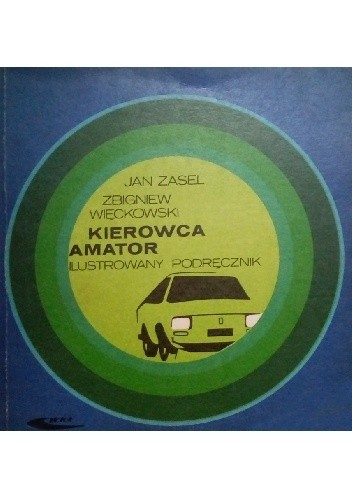 JAN ZASEL
ZBIGNIEW
WIĘCKOWSKI
KIEROWCA
AMATOR
ILUSTROWANY PODRĘCZNIK